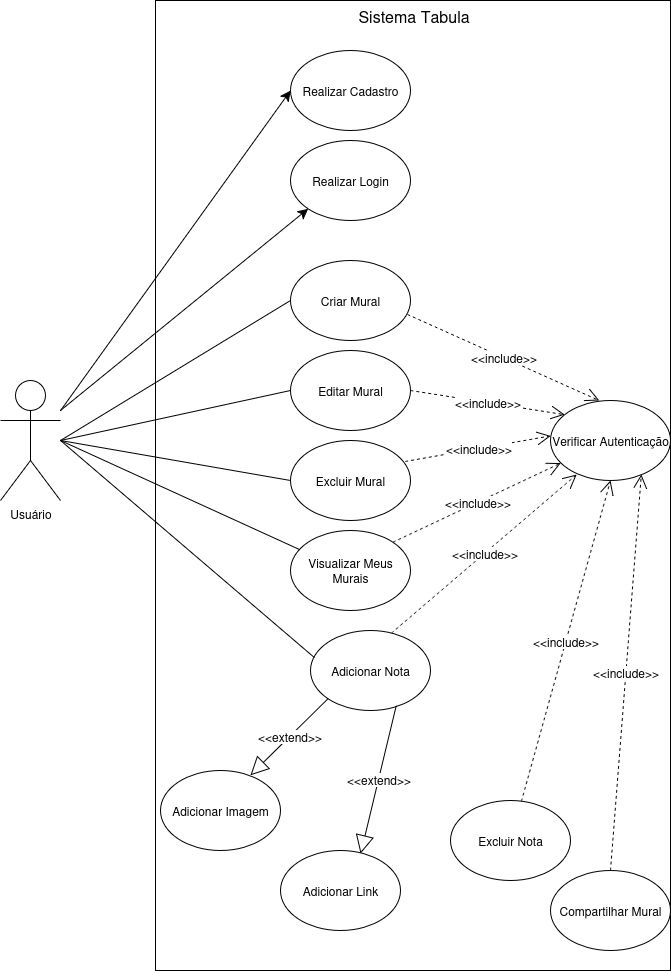 Sistema Tabula
Realizar Cadastro
Realizar Login
Criar Mural
<<include>>
Editar Mural
<<include>>
Verificar Autenticação
<<include>>
Excluir Mural
<<include>>
Usuário
Visualizar Meus
Murais
<<include>>
<<include>>
Adicionar Nota
<<include>>
<<extend>>
<<extend>>
Adicionar Imagem
Excluir Nota
Adicionar Link
Compartilhar Mural